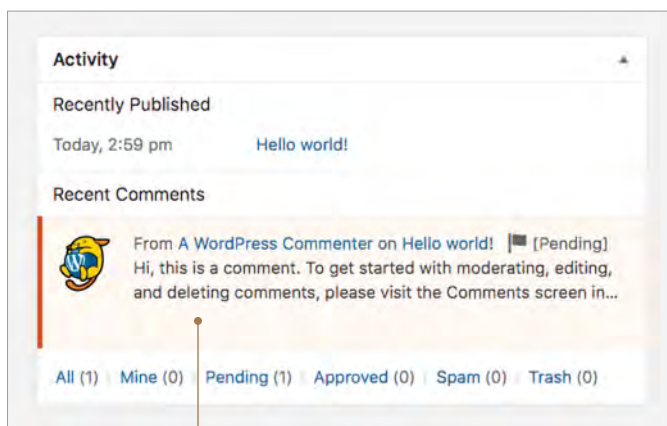 Activity
Recently Published
Today, 2:59 pm Hello world!
Recent Comments
From A WordPress Commenter on Hello world! [Pending]
Hi, this is a comment. To get started with moderating, editing,
and deleting comments, please visit the Comments screen in...
All (1) | Mine (0) | Pending (1) | Approved (0) | Spam (0) | Trash (0)